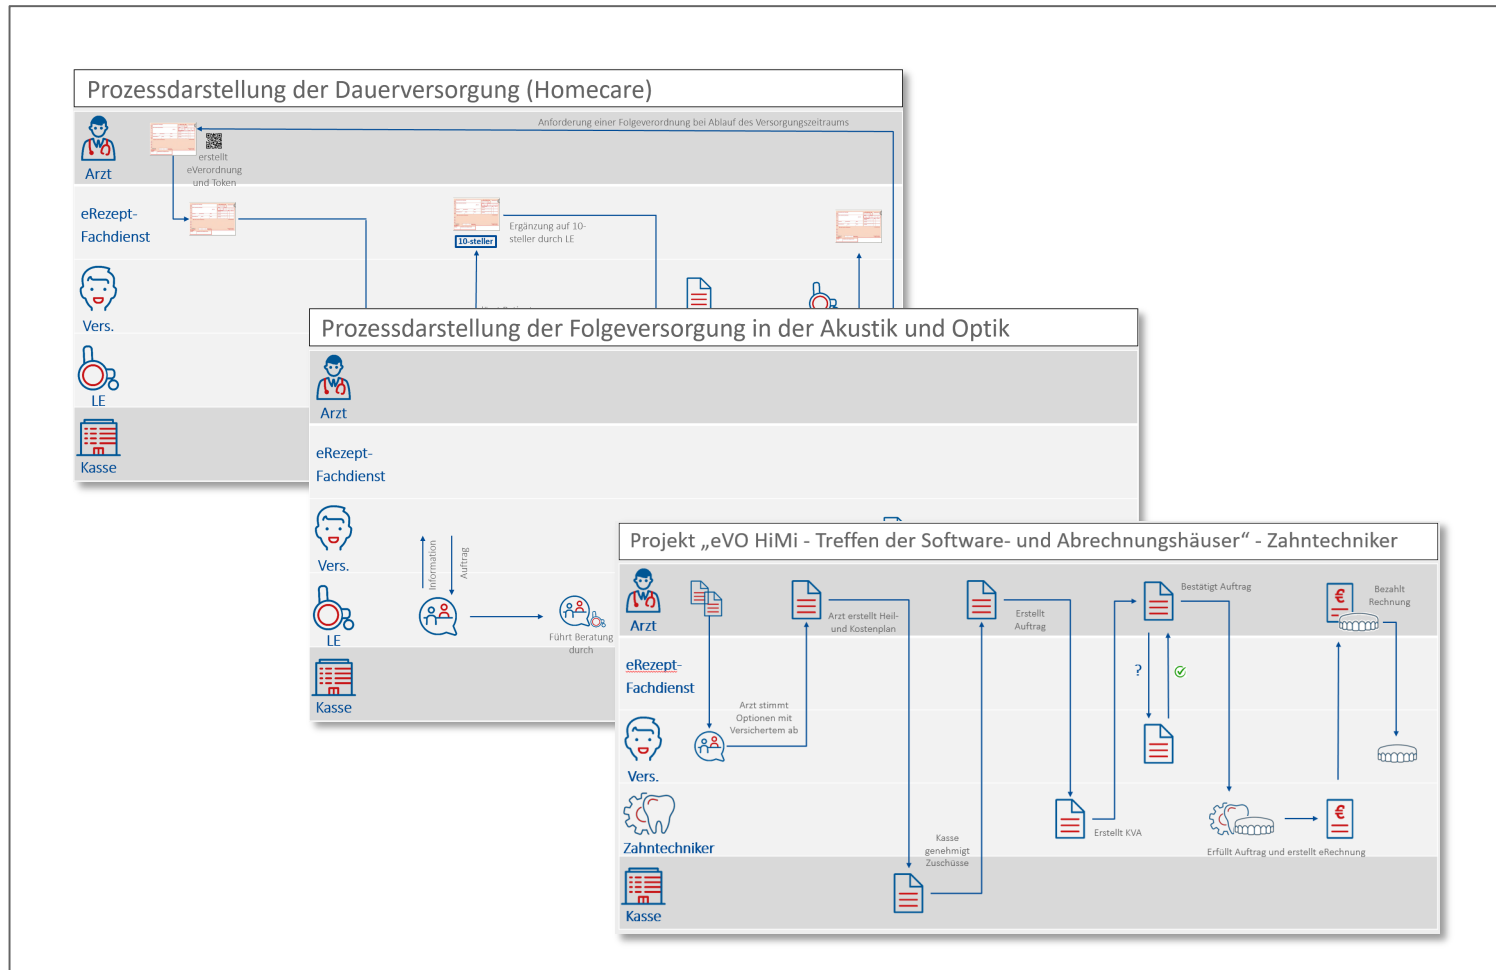 Prozessdarstellung der Dauerversorgung (Homecare)
Anforderung einer Folgeverordnung bei Ablauf des Versorgungszeitraums
erstellt
eVerordnung
und Token
Arzt
eRezept-
Fachdienst
10-steller
Ergänzung auf 10-
steller durch LE
Vers.
LE
Kasse
Prozessdarstellung der Folgeversorgung in der Akustik und Optik
Arzt
eRezept-
Fachdienst
Vers.
Information
Auftrag
LE
Führt Beratung
durch
Kasse
Projekt „eVO HiMi - Treffen der Software- und Abrechnungshäuser“ - Zahntechniker
Arzt
Arzt erstellt Heil-
und Kostenplan
Erstellt
Auftrag
Bestätigt Auftrag
€
Bezahlt
Rechnung
eRezept-
Fachdienst
?
Arzt stimmt
Optionen mit
Versichertem ab
Vers.
Zahntechniker
Kasse
genehmigt
Zuschüsse
Erstellt KVA
€
Erfüllt Auftrag und erstellt eRechnung
Kasse